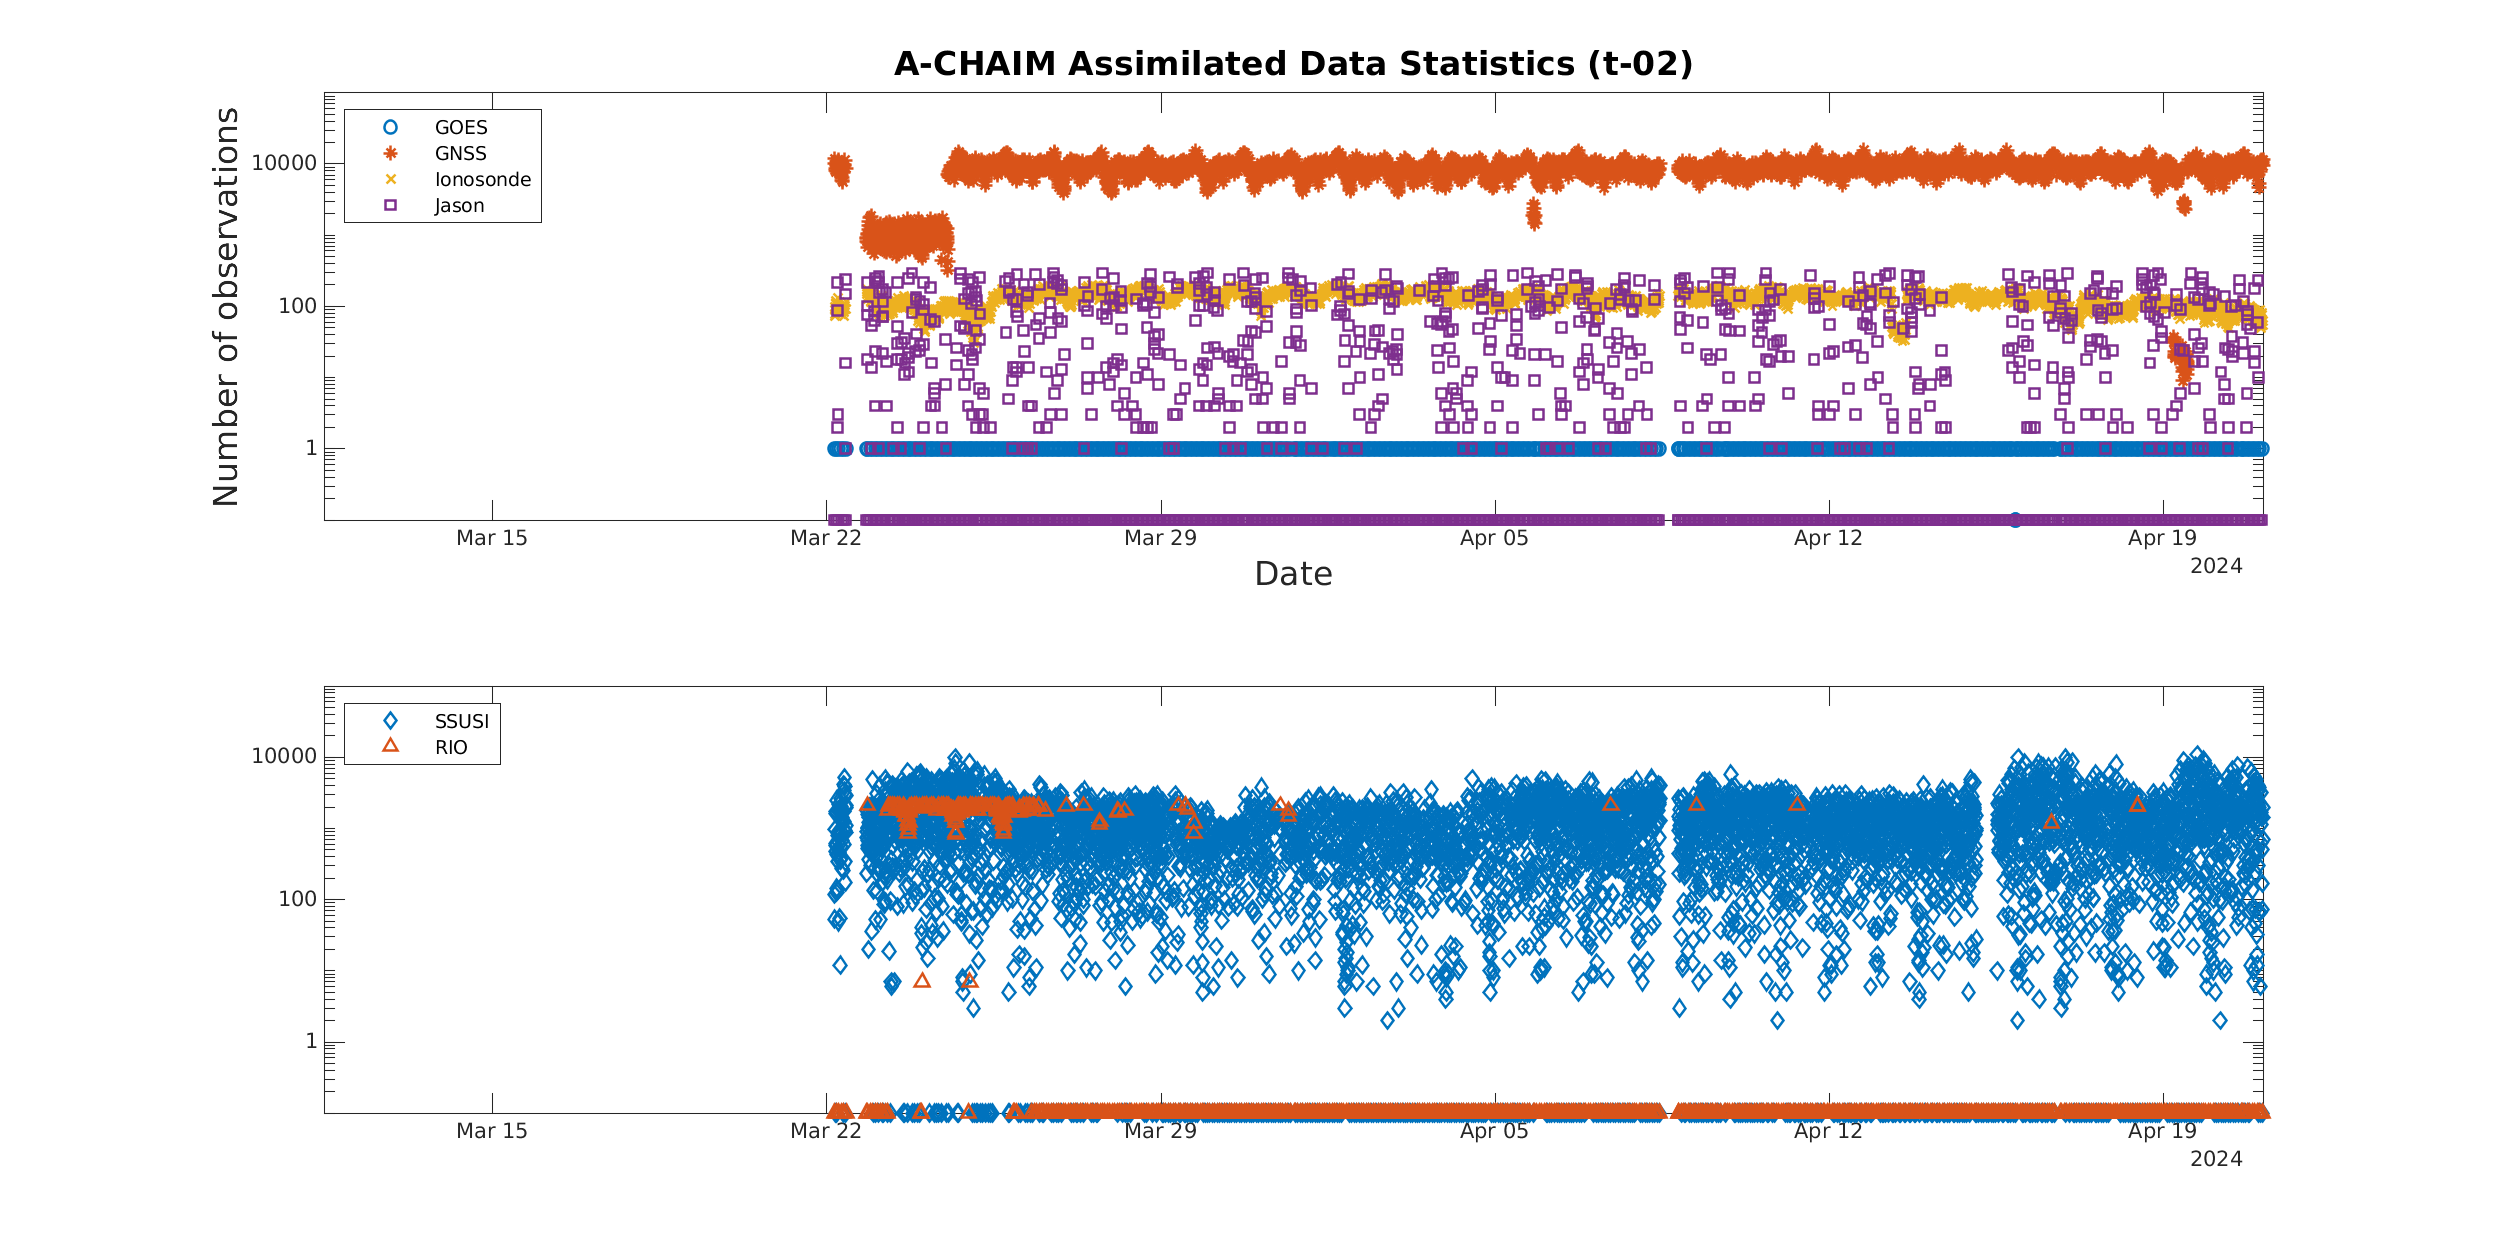 A-CHAIM Assimilated Data Statistics (t-02)
Number of observations
10000
100
1
GOES
GNSS
Ionosonde
Jason
Mar 15
Mar 22
Mar 29
Apr 05
Apr 12
Apr 19
2024
Date
10000
100
1
SSUSI
RIO
Mar 15
Mar 22
Mar 29
Apr 05
Apr 12
Apr 19
2024